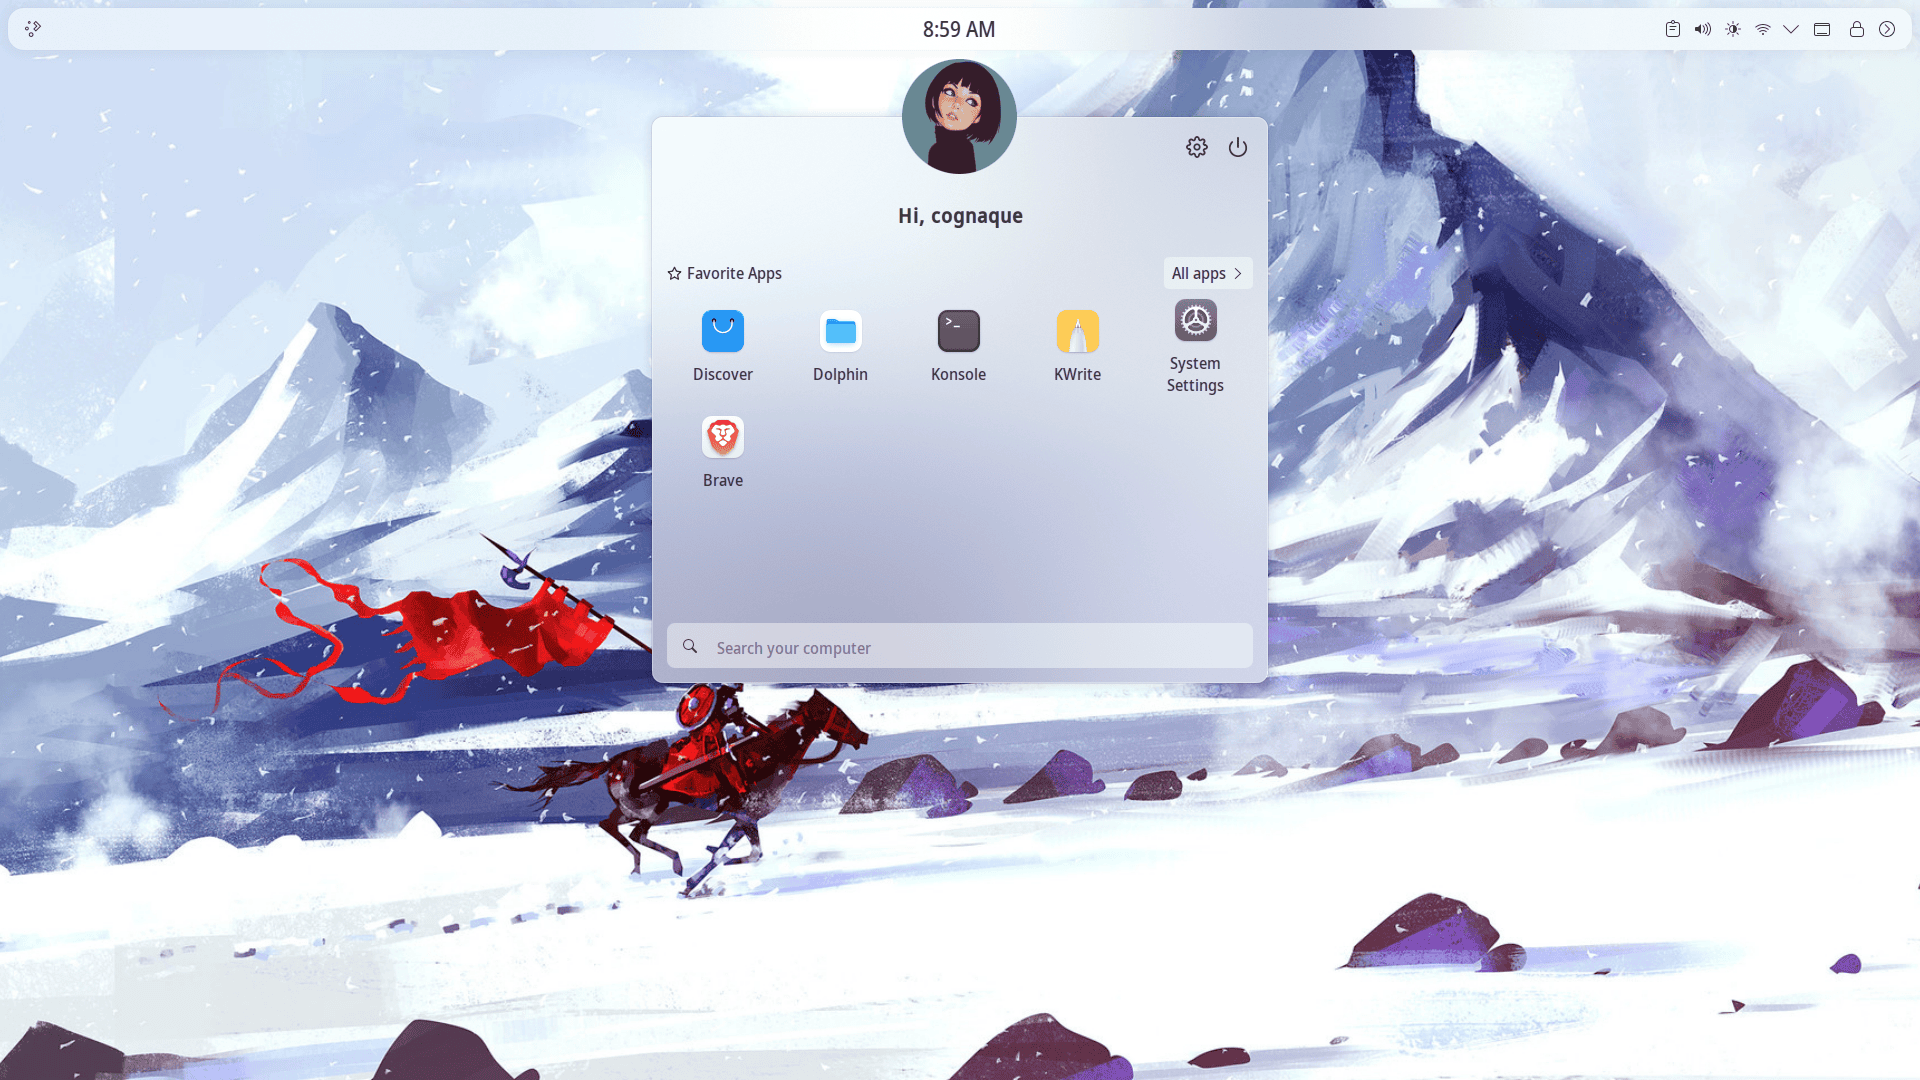 8:59 AM
Hi, cognaque
Favorite Apps
All apps
Discover
Dolphin
>_
Konsole
KWrite
System
Settings
Brave
Search your computer